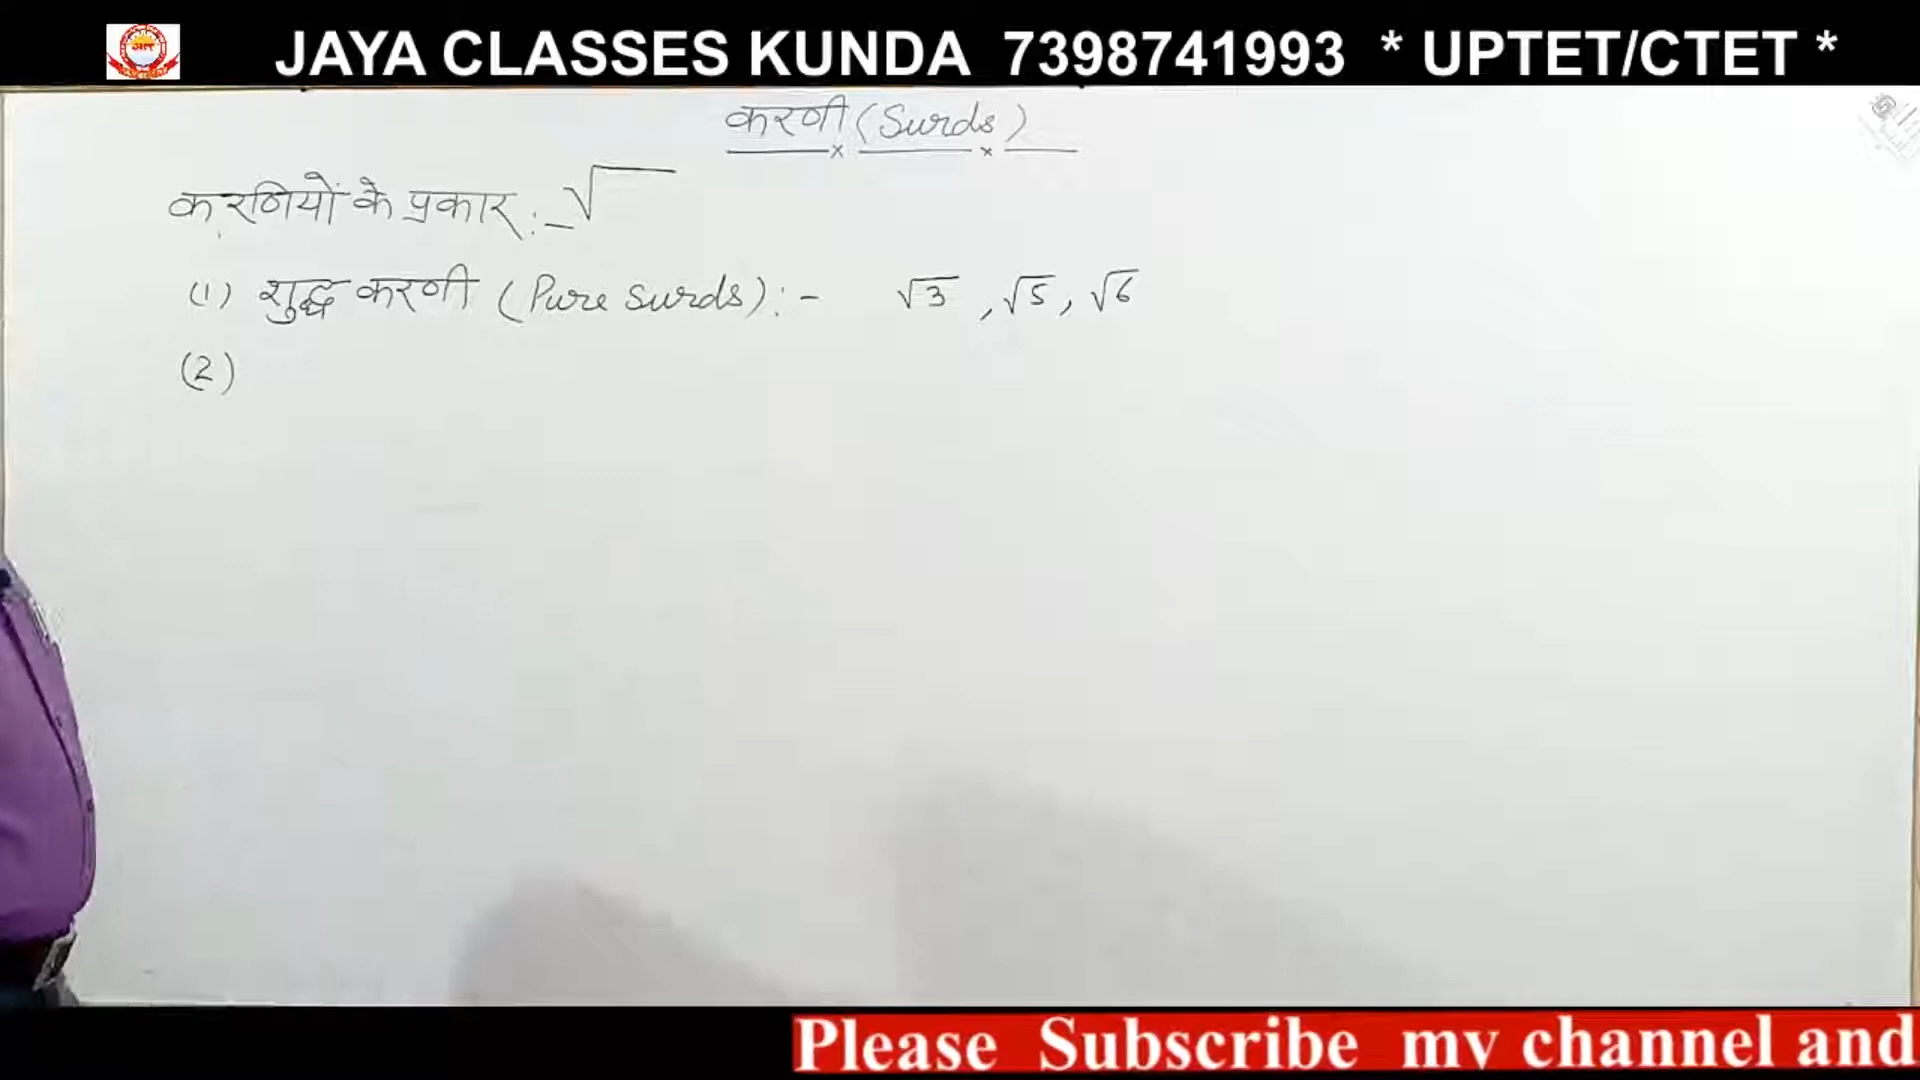 JAYA CLASSES KUNDA 7398741993 * UPTET/CTET *
करणी (Surds)
करणियों के प्रकार :- √
(1) शुद्ध करणी (Pure surds) :- √3 , √5, √6
(2)
Please Subscribe my channel and